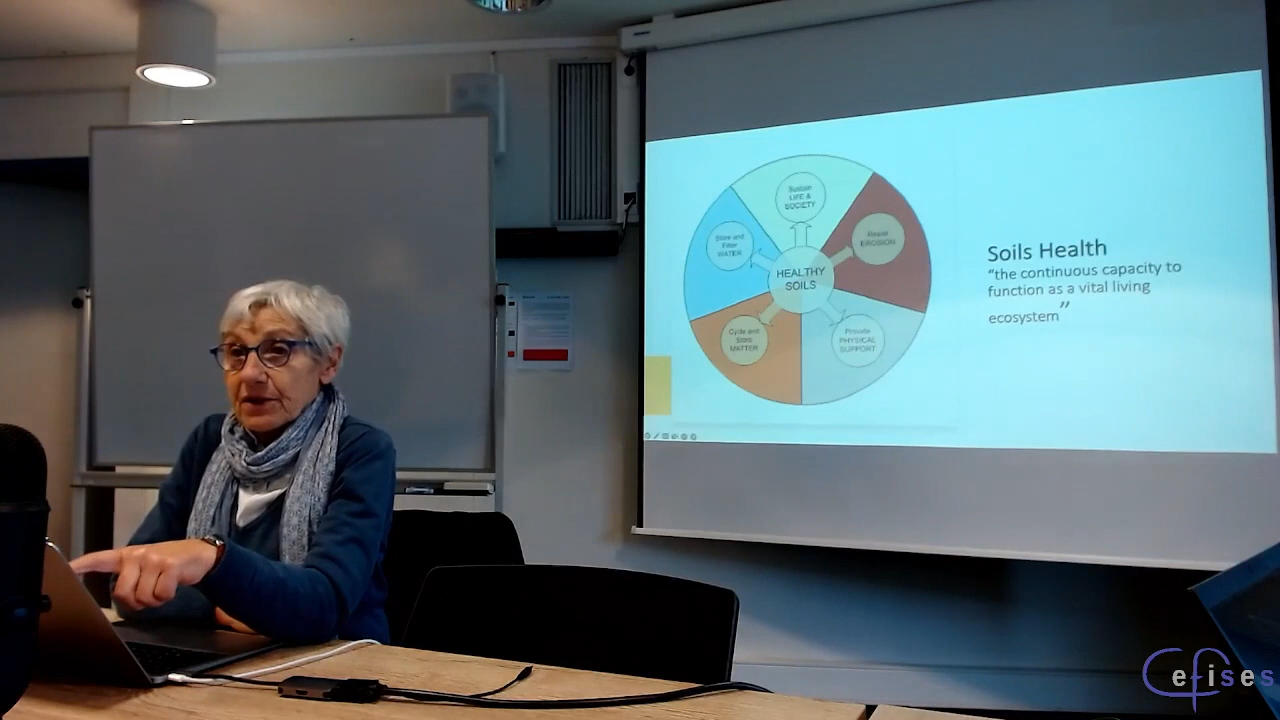 Sustain
LIFE &
SOCIETY
Resist
EROSION
Store and
Filter
WATER
HEALTHY
SOILS
Cycle and
Store
MATTER
Provide
PHYSICAL
SUPPORT
Soils Health
“the continuous capacity to
function as a vital living
ecosystem”
Cefises